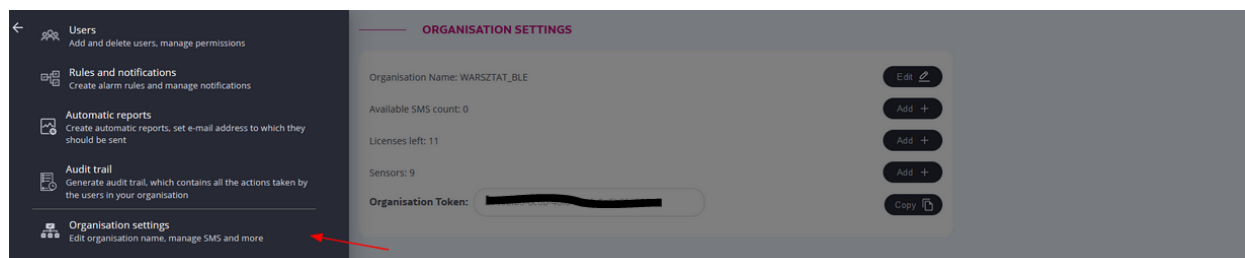 Users
Add and delete users, manage permissions
Rules and notifications
Create alarm rules and manage notifications
Automatic reports
Create automatic reports, set e-mail address to which they
should be sent
Audit trail
Generate audit trail, which contains all the actions taken by
the users in your organisation
Organisation settings
Edit organisation name, manage SMS and more
ORGANISATION SETTINGS
Organisation Name: WARSZTAT_BLE
Edit
Available SMS count: 0
Add +
Licenses left: 11
Add +
Sensors: 9
Add +
Organisation Token:
Copy